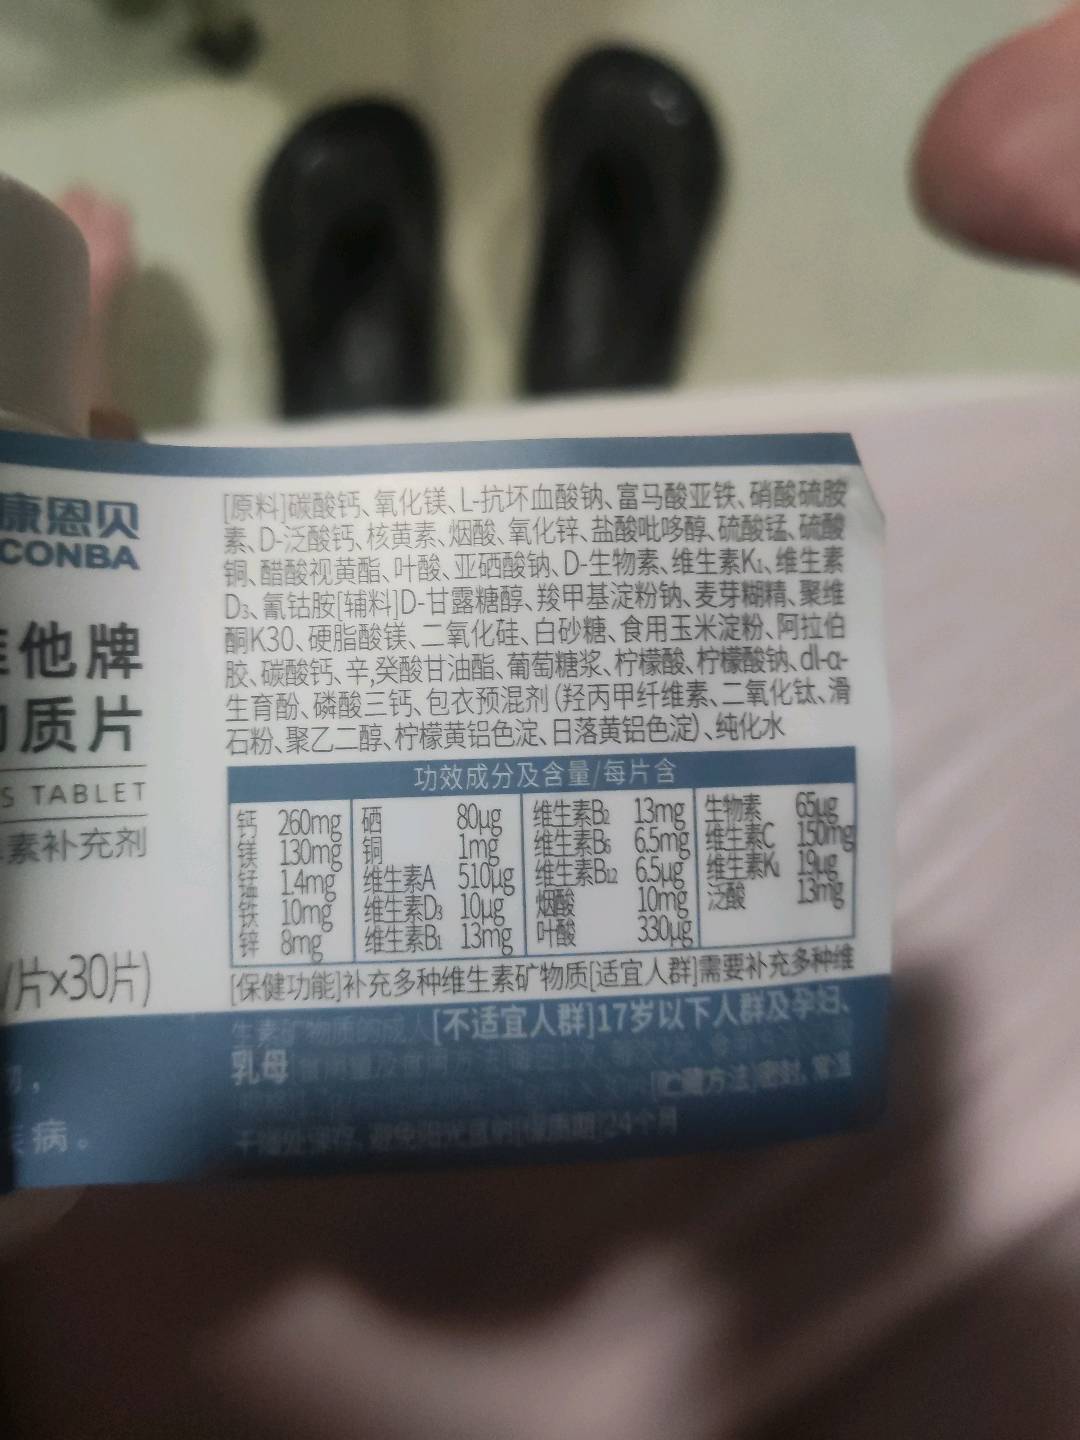 康恩贝
CONBA
他牌
质片
S TABLET
素补充剂
/片×30片)
病。
[原料]碳酸钙、氧化镁、L-抗坏血酸钠、富马酸亚铁、硝酸硫胺
素、D-泛酸钙、核黄素、烟酸、氧化锌、盐酸吡哆醇、硫酸锰、硫酸
铜、醋酸视黄酯、叶酸、亚硒酸钠、D-生物素、维生素K₁、维生素
D₃、氰钴胺[辅料]D-甘露糖醇、羧甲基淀粉钠、麦芽糊精、聚维
酮K30、硬脂酸镁、二氧化硅、白砂糖、食用玉米淀粉、阿拉伯
胶、碳酸钙、辛,癸酸甘油酯、葡萄糖浆、柠檬酸、柠檬酸钠、dl-α-
生育酚、磷酸三钙、包衣预混剂(羟丙甲纤维素、二氧化钛、滑
石粉、聚乙二醇、柠檬黄铝色淀、日落黄铝色淀)、纯化水
功效成分及含量/每片含
钙 260mg 硒 80μg 维生素B₂ 13mg 生物素 65μg
镁 130mg 铜 1mg 维生素B₆ 6.5mg 维生素C 150mg
锰 1.4mg 维生素A 510μg 维生素B₁₂ 6.5μg 维生素K₁ 19μg
铁 10mg 维生素D₃ 10μg 烟酸 10mg 泛酸 13mg
锌 8mg 维生素B₁ 13mg 叶酸 330μg
[保健功能]补充多种维生素矿物质[适宜人群]需要补充多种维
生素矿物质的成人[不适宜人群]17岁以下人群及孕妇、
乳母
[贮藏方法]密封,常温
24个月